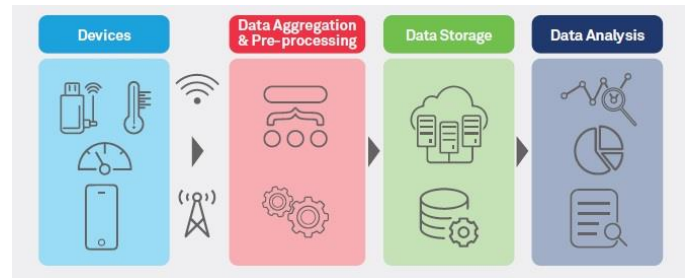 Devices
Data Aggregation
& Pre-processing
Data Storage
Data Analysis